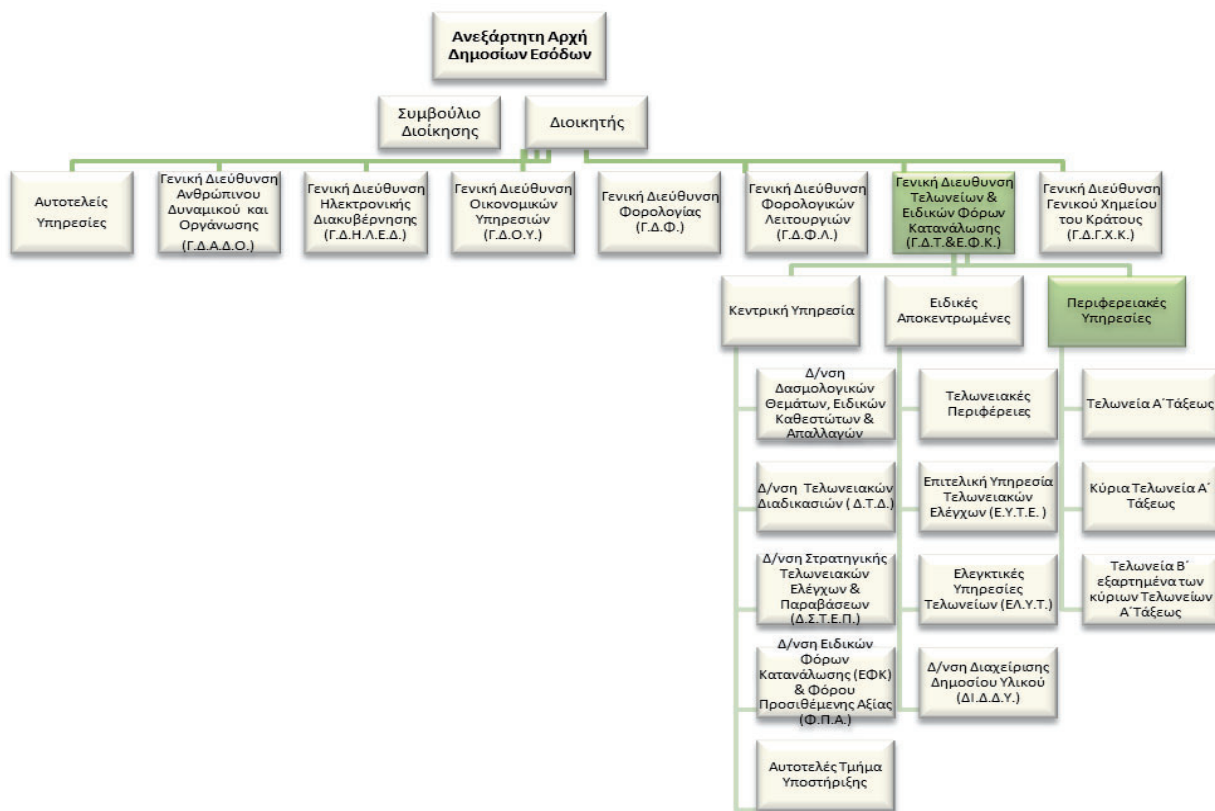 Ανεξάρτητη Αρχή
Δημοσίων Εσόδων
Συμβούλιο
Διοίκησης
Διοικητής
Αυτοτελείς
Υπηρεσίες
Γενική Διεύθυνση
Ανθρώπινου
Δυναμικού και
Οργάνωσης
(Γ.Δ.Α.Δ.Ο.)
Γενική Διεύθυνση
Ηλεκτρονικής
Διακυβέρνησης
(Γ.Δ.Η.Λ.Ε.Δ.)
Γενική Διεύθυνση
Οικονομικών
Υπηρεσιών
(Γ.Δ.Ο.Υ.)
Γενική Διεύθυνση
Φορολογίας
(Γ.Δ.Φ.)
Γενική Διεύθυνση
Φορολογικών
Λειτουργιών
(Γ.Δ.Φ.Λ.)
Γενική Διευθυνση
Τελωνείων &
Ειδικών Φόρων
Κατανάλωσης
(Γ.Δ.Τ.&Ε.Φ.Κ.)
Γενική Διεύθυνση
Γενικού Χημείου
του Κράτους
(Γ.Δ.Γ.Χ.Κ.)
Κεντρική Υπηρεσία
Ειδικές
Αποκεντρωμένες
Περιφερειακές
Υπηρεσίες
Δ/νση
Δασμολογικών
Θεμάτων, Ειδικών
Καθεστώτων &
Απαλλαγών
Δ/νση Τελωνειακών
Διαδικασιών ( Δ.Τ.Δ.)
Δ/νση Στρατηγικής
Τελωνειακών
Ελέγχων &
Παραβάσεων
(Δ.Σ.Τ.Ε.Π.)
Δ/νση Ειδικών
Φόρων
Κατανάλωσης (ΕΦΚ)
& Φόρου
Προσιθέμενης Αξίας
(Φ.Π.Α.)
Αυτοτελές Τμήμα
Υποστήριξης
Τελωνειακές
Περιφέρειες
Επιτελική Υπηρεσία
Τελωνειακών
Ελέγχων (Ε.Υ.Τ.Ε. )
Ελεγκτικές
Υπηρεσίες
Τελωνείων (ΕΛ.Υ.Τ.)
Δ/νση Διαχείρισης
Δημοσίου Υλικού
(ΔΙ.Δ.Δ.Υ.)
Τελωνεία Α΄Τάξεως
Κύρια Τελωνεία Α΄
Τάξεως
Τελωνεία Β΄
εξαρτημένα των
κύριων Τελωνείων
Α΄Τάξεως